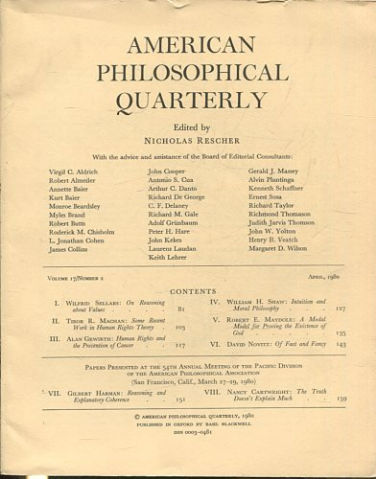 AMERICAN
PHILOSOPHICAL
QUARTERLY
Edited by
NICHOLAS RESCHER
With the advice and assistance of the Board of Editorial Consultants:
Virgil C. Aldrich
Robert Almeder
Annette Baier
Kurt Baier
Monroe Beardsley
Myles Brand
Robert Butts
Roderick M. Chisholm
L. Jonathan Cohen
James Collins
John Cooper
Antonio S. Cua
Arthur C. Danto
Richard De George
C. F. Delaney
Richard M. Gale
Adolf Grünbaum
Peter H. Hare
John Kekes
Laurens Laudan
Keith Lehrer
Gerald J. Massey
Alvin Plantinga
Kenneth Schaffner
Ernest Sosa
Richard Taylor
Richmond Thomason
Judith Jarvis Thomson
John W. Yolton
Henry B. Veatch
Margaret D. Wilson
VOLUME 17/NUMBER 2
APRIL, 1980
CONTENTS
I. WILFRID SELLARS: On Reasoning
about Values 81
II. TIBOR R. MACHAN: Some Recent
Work in Human Rights Theory 103
III. ALAN GEWIRTH: Human Rights and
the Prevention of Cancer 117
IV. WILLIAM H. SHAW: Intuition and
Moral Philosophy 127
V. ROBERT E. MAYDOLE: A Modal
Model for Proving the Existence of
God 135
VI. DAVID NOVITZ: Of Fact and Fancy 143
PAPERS PRESENTED AT THE 54TH ANNUAL MEETING OF THE PACIFIC DIVISION
OF THE AMERICAN PHILOSOPHICAL ASSOCIATION
(San Francisco, Calif., March 27–29, 1980)
VII. GILBERT HARMAN: Reasoning and
Explanatory Coherence 151
VIII. NANCY CARTWRIGHT: The Truth
Doesn't Explain Much 159
© AMERICAN PHILOSOPHICAL QUARTERLY, 1980
PUBLISHED IN OXFORD BY BASIL BLACKWELL
ISSN 0003-0481